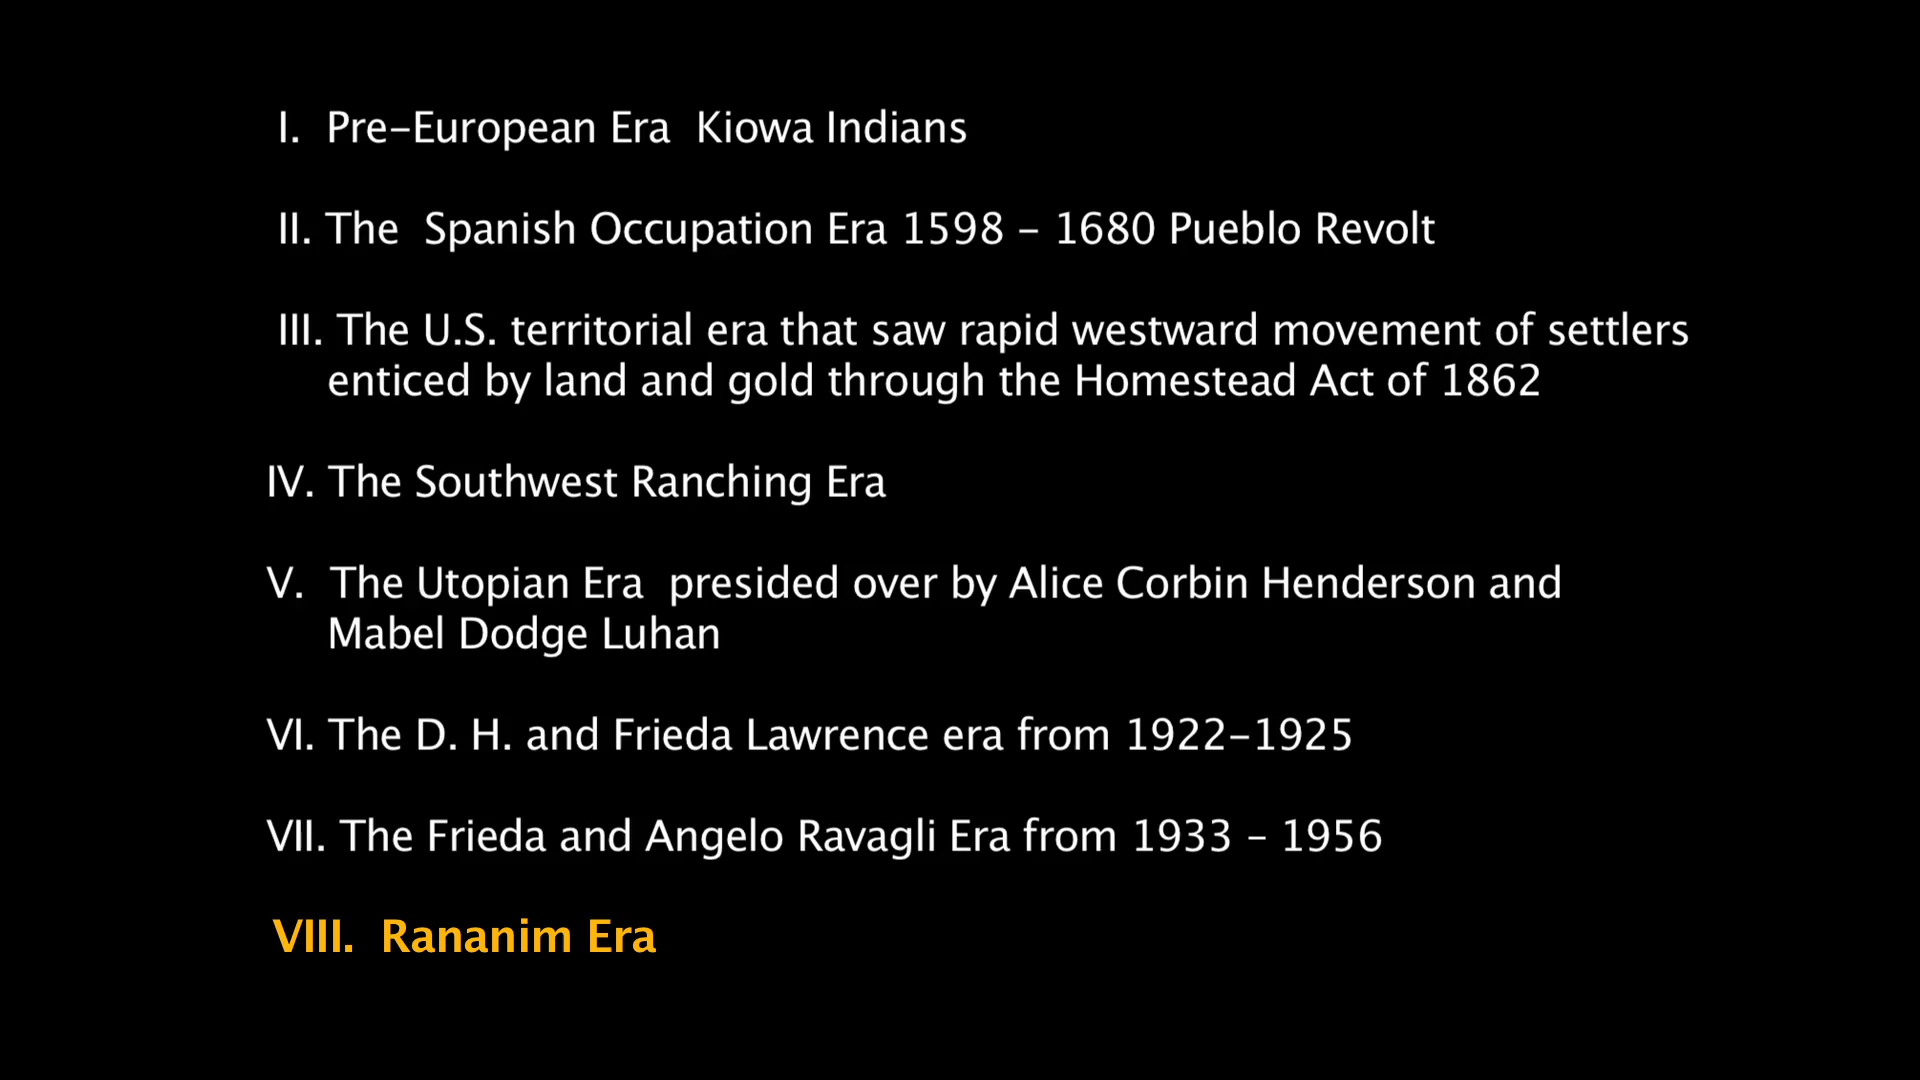 I. Pre-European Era Kiowa Indians
II. The Spanish Occupation Era 1598 - 1680 Pueblo Revolt
III. The U.S. territorial era that saw rapid westward movement of settlers
enticed by land and gold through the Homestead Act of 1862
IV. The Southwest Ranching Era
V. The Utopian Era presided over by Alice Corbin Henderson and
Mabel Dodge Luhan
VI. The D. H. and Frieda Lawrence era from 1922-1925
VII. The Frieda and Angelo Ravagli Era from 1933 - 1956
VIII. Rananim Era